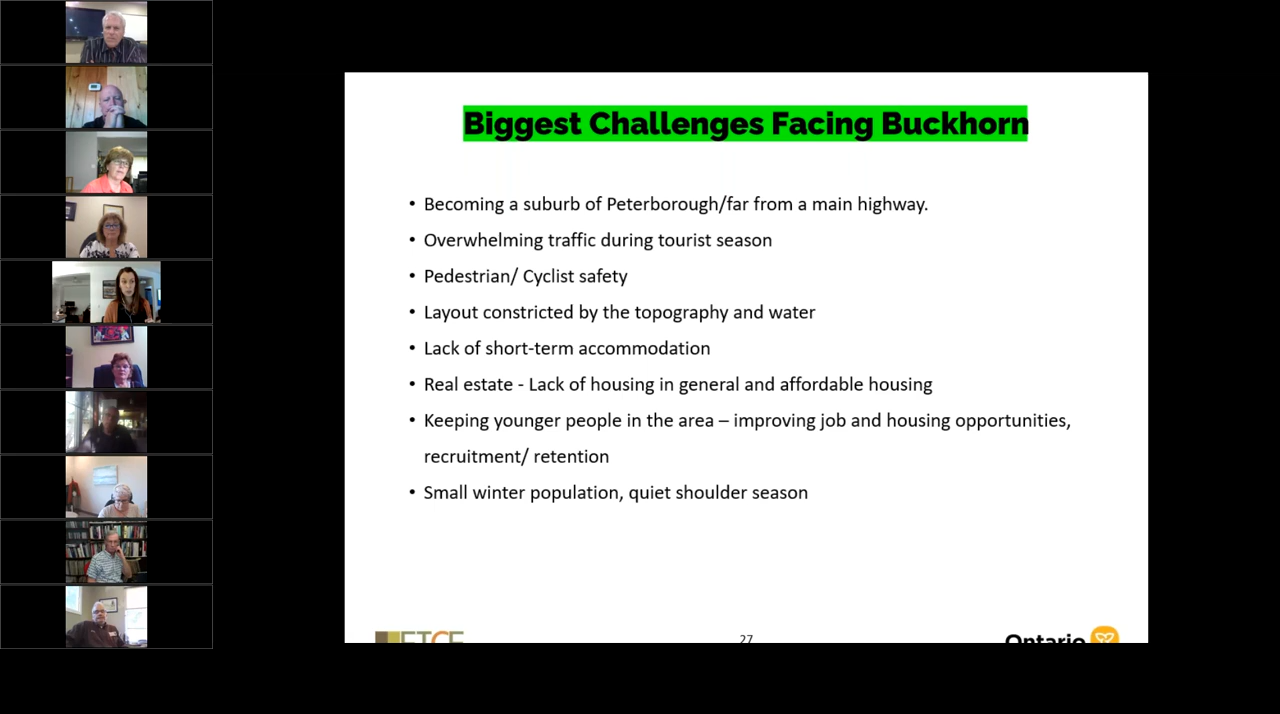 Biggest Challenges Facing Buckhorn
• Becoming a suburb of Peterborough/far from a main highway.
• Overwhelming traffic during tourist season
• Pedestrian/ Cyclist safety
• Layout constricted by the topography and water
• Lack of short-term accommodation
• Real estate - Lack of housing in general and affordable housing
• Keeping younger people in the area – improving job and housing opportunities,
recruitment/ retention
• Small winter population, quiet shoulder season
27
Ontario